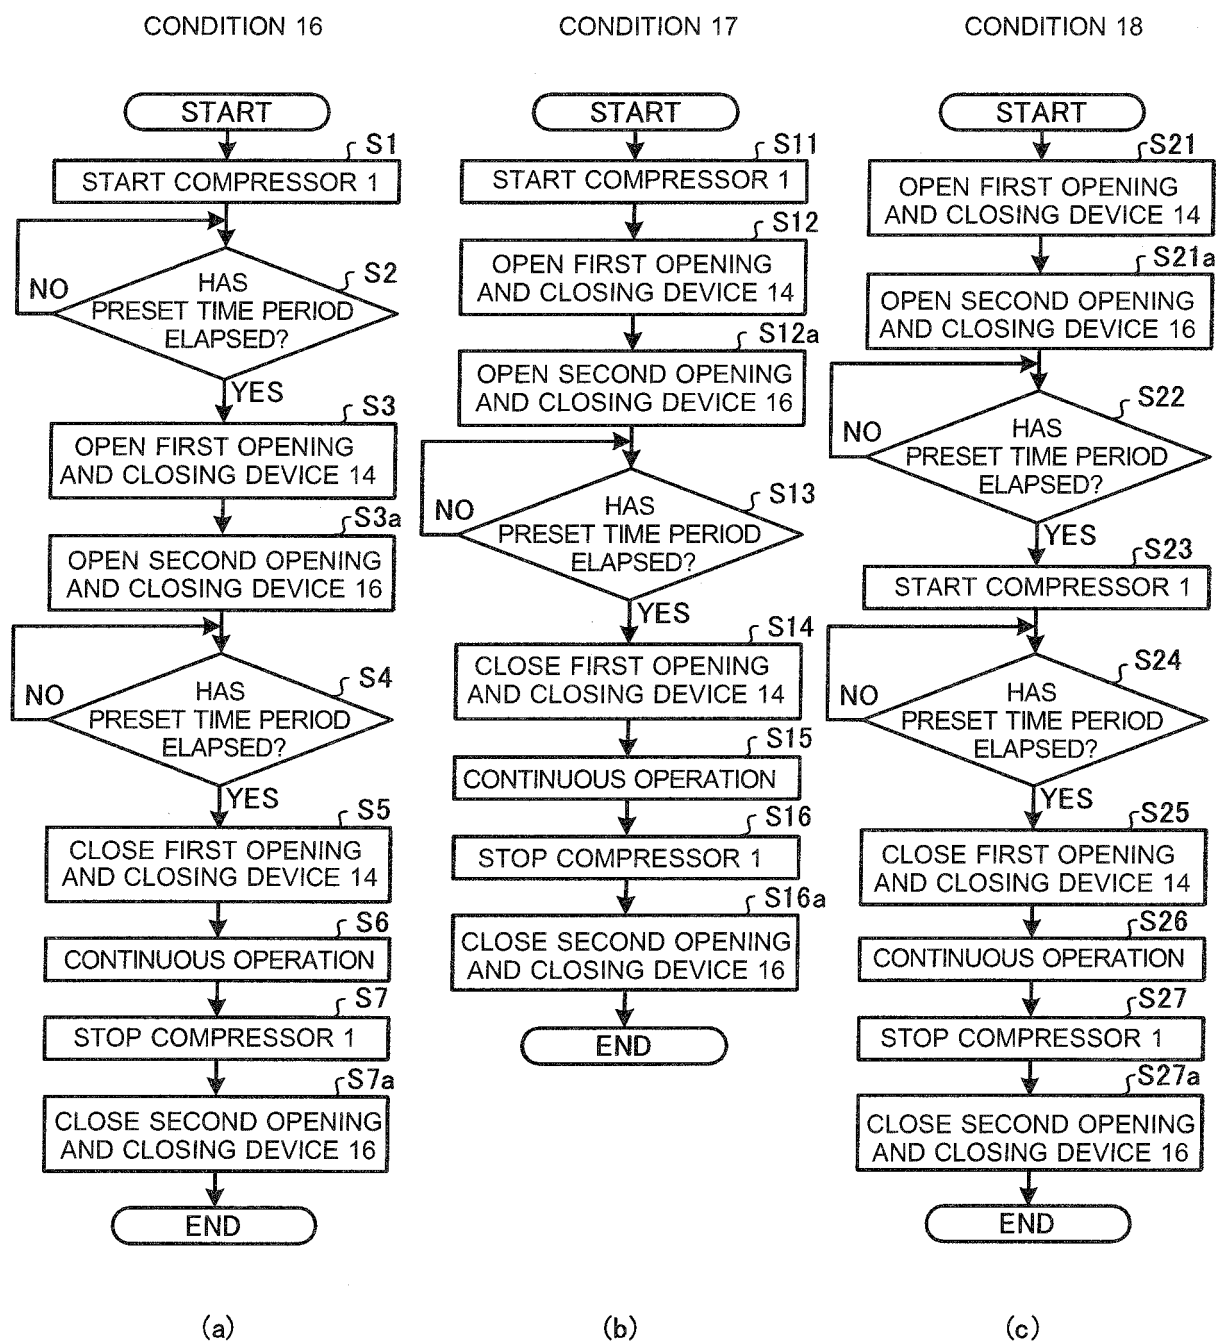 CONDITION 16
START
S1
START COMPRESSOR 1
S2
HAS
PRESET TIME PERIOD
ELAPSED?
NO
YES
S3
OPEN FIRST OPENING
AND CLOSING DEVICE 14
S3a
OPEN SECOND OPENING
AND CLOSING DEVICE 16
S4
HAS
PRESET TIME PERIOD
ELAPSED?
NO
YES
S5
CLOSE FIRST OPENING
AND CLOSING DEVICE 14
S6
CONTINUOUS OPERATION
S7
STOP COMPRESSOR 1
S7a
CLOSE SECOND OPENING
AND CLOSING DEVICE 16
END
(a)
CONDITION 17
START
S11
START COMPRESSOR 1
S12
OPEN FIRST OPENING
AND CLOSING DEVICE 14
S12a
OPEN SECOND OPENING
AND CLOSING DEVICE 16
S13
HAS
PRESET TIME PERIOD
ELAPSED?
NO
YES
S14
CLOSE FIRST OPENING
AND CLOSING DEVICE 14
S15
CONTINUOUS OPERATION
S16
STOP COMPRESSOR 1
S16a
CLOSE SECOND OPENING
AND CLOSING DEVICE 16
END
(b)
CONDITION 18
START
S21
OPEN FIRST OPENING
AND CLOSING DEVICE 14
S21a
OPEN SECOND OPENING
AND CLOSING DEVICE 16
S22
HAS
PRESET TIME PERIOD
ELAPSED?
NO
YES
S23
START COMPRESSOR 1
S24
HAS
PRESET TIME PERIOD
ELAPSED?
NO
YES
S25
CLOSE FIRST OPENING
AND CLOSING DEVICE 14
S26
CONTINUOUS OPERATION
S27
STOP COMPRESSOR 1
S27a
CLOSE SECOND OPENING
AND CLOSING DEVICE 16
END
(c)